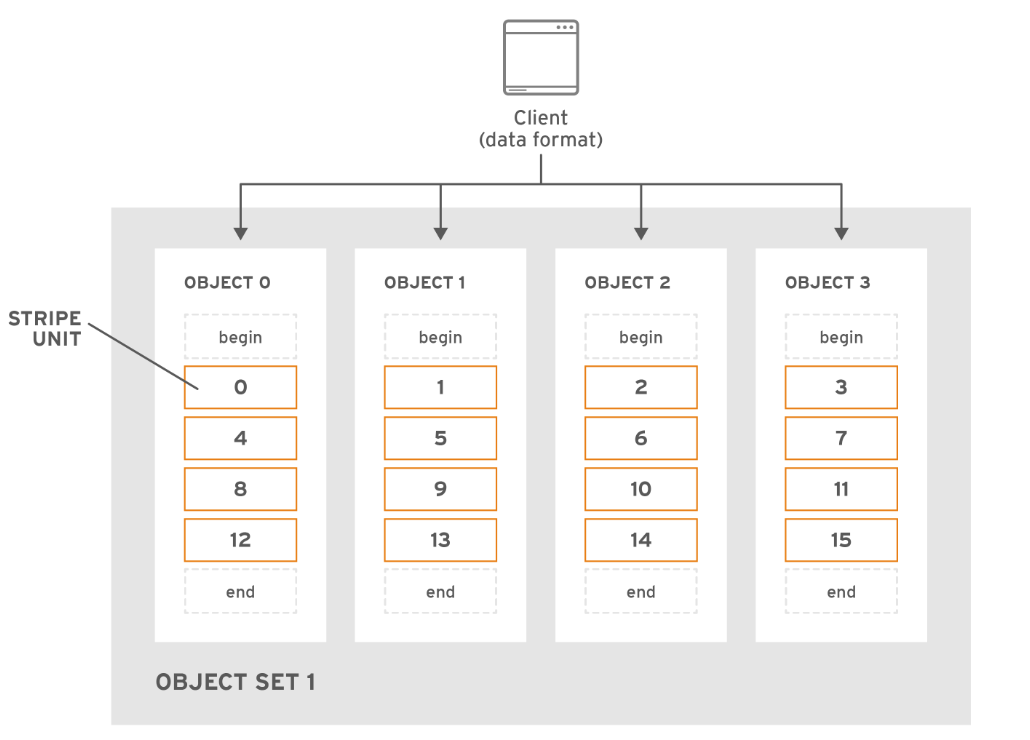 Client
(data format)
OBJECT 0
OBJECT 1
OBJECT 2
OBJECT 3
STRIPE
UNIT
begin
begin
begin
begin
0
1
2
3
4
5
6
7
8
9
10
11
12
13
14
15
end
end
end
end
OBJECT SET 1